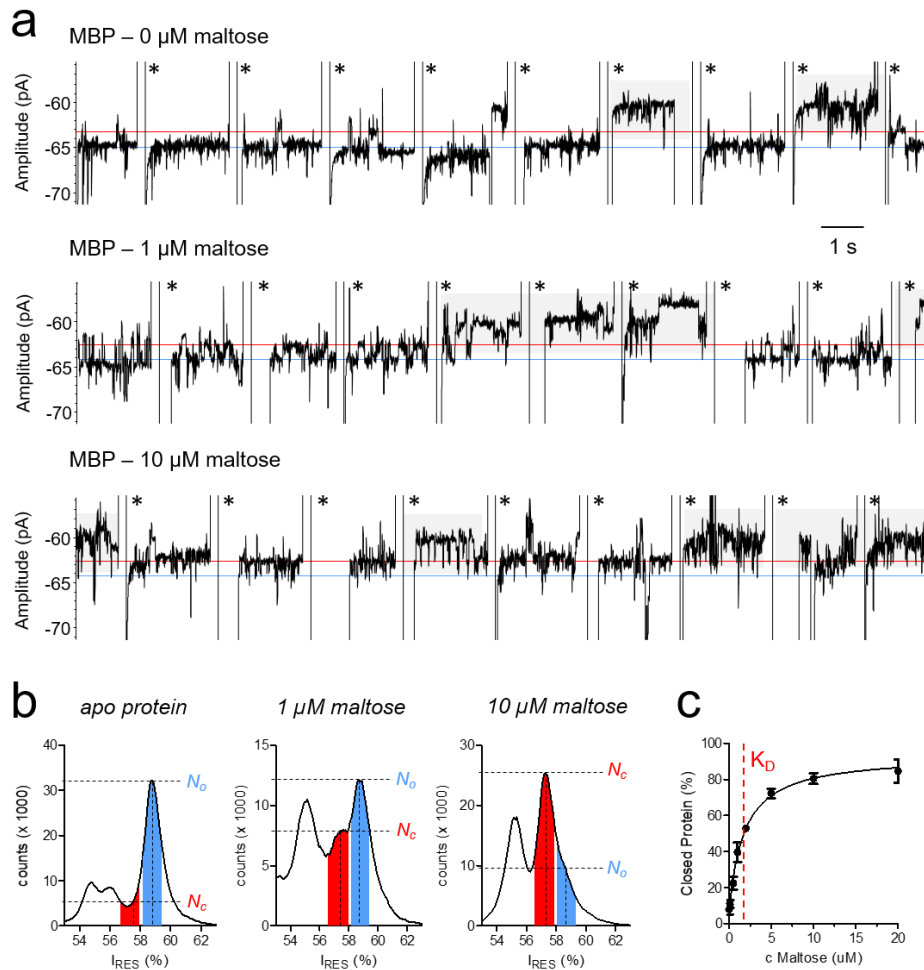 a
MBP – 0 µM maltose
* * * * * * * *  *
Amplitude (pA)
-60
-65
-70
1 s
MBP – 1 µM maltose
* * * * * * * *
Amplitude (pA)
-60
-65
-70
MBP – 10 µM maltose
* * * * * * * * *
Amplitude (pA)
-60
-65
-70
b
apo protein
1 µM maltose
10 µM maltose
counts (x 1000)
40
30
20
10
0
54 56 58 60 62
I_RES (%)
N_o
N_c
counts (x 1000)
15
10
5
0
54 56 58 60 62
I_RES (%)
N_o
N_c
counts (x 1000)
30
20
10
0
54 56 58 60 62
I_RES (%)
N_c
N_o
c
Closed Protein (%)
100
80
60
40
20
0
0 5 10 15 20
c Maltose (uM)
K_D